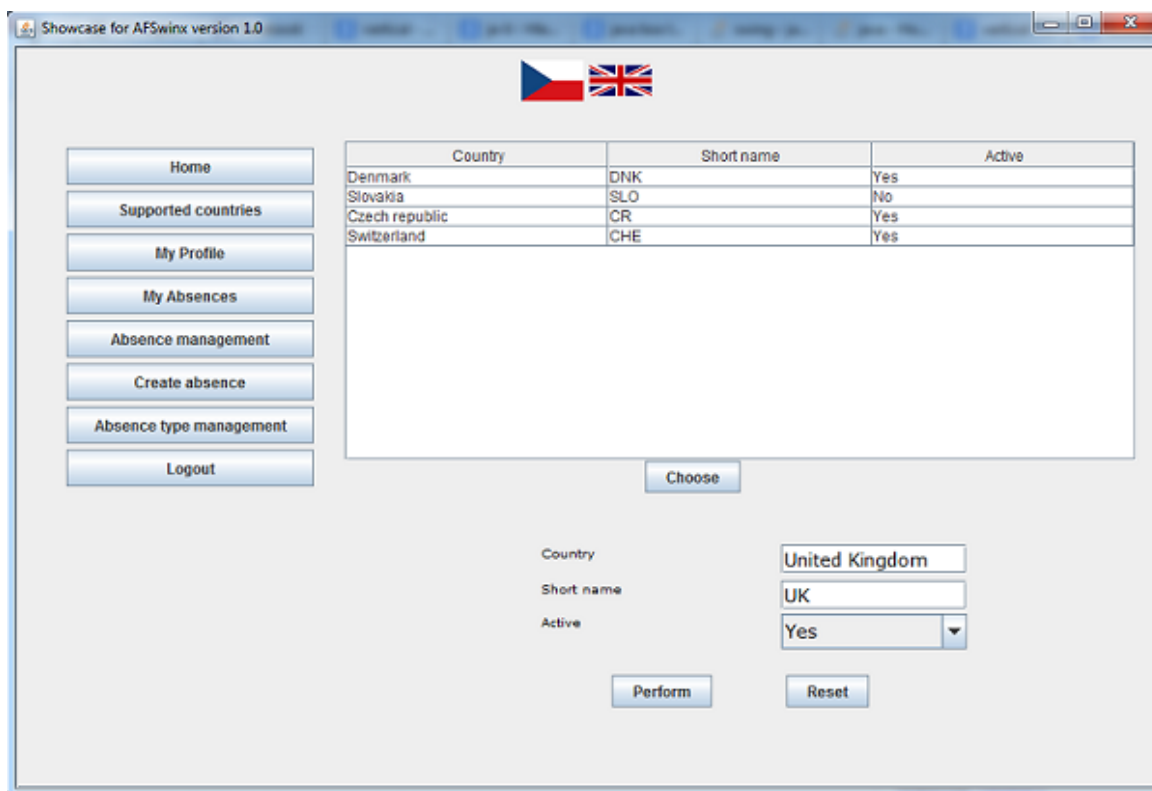 Showcase for AFSwinx version 1.0
Home
Supported countries
My Profile
My Absences
Absence management
Create absence
Absence type management
Logout
Country Short name Active
Denmark DNK Yes
Slovakia SLO No
Czech republic CR Yes
Switzerland CHE Yes
Choose
Country United Kingdom
Short name UK
Active Yes
Perform Reset